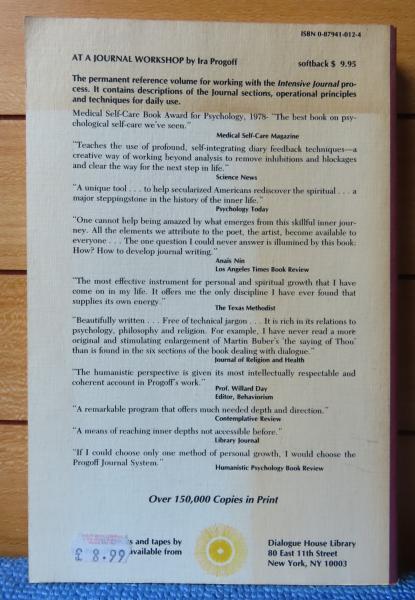 ISBN 0-87941-012-4
AT A JOURNAL WORKSHOP by Ira Progoff softback $ 9.95
The permanent reference volume for working with the Intensive Journal pro-
cess. It contains descriptions of the Journal sections, operational principles
and techniques for daily use.
Medical Self-Care Book Award for Psychology, 1978- "The best book on psy-
chological self-care we've seen."
Medical Self-Care Magazine
"Teaches the use of profound, self-integrating diary feedback techniques—a
creative way of working beyond analysis to remove inhibitions and blockages
and clear the way for the next step in life."
Science News
"A unique tool . . . to help secularized Americans rediscover the spiritual . . . a
major steppingstone in the history of the inner life."
Psychology Today
"One cannot help being amazed by what emerges from this skillful inner jour-
ney. All the elements we attribute to the poet, the artist, become available to
everyone . . . The one question I could never answer is illumined by this book:
How? How to develop journal writing."
Anais Nin
Los Angeles Times Book Review
"The most effective instrument for personal and spiritual growth that I have
come on in my life. It offers me the only discipline I have ever found that
supplies its own energy."
The Texas Methodist
"Beautifully written . . . Free of technical jargon . . . It is rich in its relations to
psychology, philosophy and religion. For example, I have never read a more
original and stimulating enlargement of Martin Buber's 'the saying of Thou'
than is found in the six sections of the book dealing with dialogue."
Journal of Religion and Health
"The humanistic perspective is given its most intellectually respectable and
coherent account in Progoff's work."
Prof. Willard Day
Editor, Behaviorism
"A remarkable program that offers much needed depth and direction."
Contemplative Review
"A means of reaching inner depths not accessible before."
Library Journal
"If I could choose only one method of personal growth, I would choose the
Progoff Journal System."
Humanistic Psychology Book Review
Over 150,000 Copies in Print
£ 8.99
s and tapes by
available from
Dialogue House Library
80 East 11th Street
New York, NY 10003